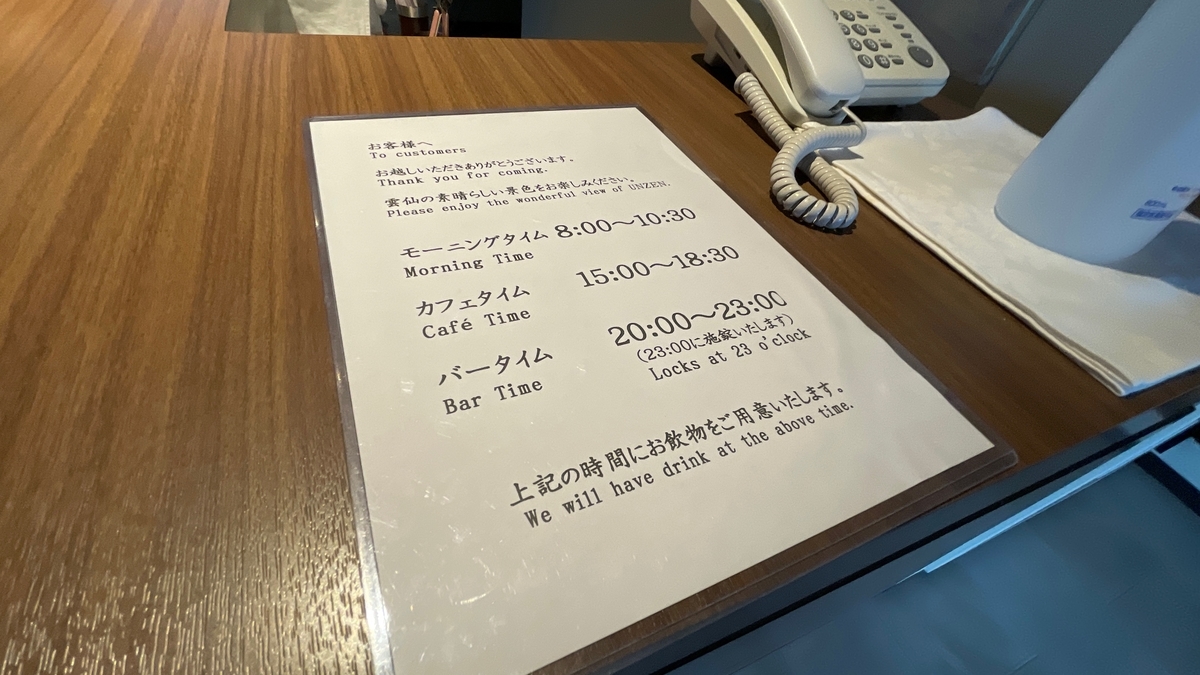 お客様へ
To customers
お越しいただきありがとうございます。
Thank you for coming.
雲仙の素晴らしい景色をお楽しみください。
Please enjoy the wonderful view of UNZEN.
モーニングタイム 8:00～10:30
Morning Time
カフェタイム 15:00～18:30
Café Time
バータイム 20:00～23:00
(23:00に施錠いたします)
Bar Time Locks at 23 o'clock
上記の時間にお飲物をご用意いたします。
We will have drink at the above time.